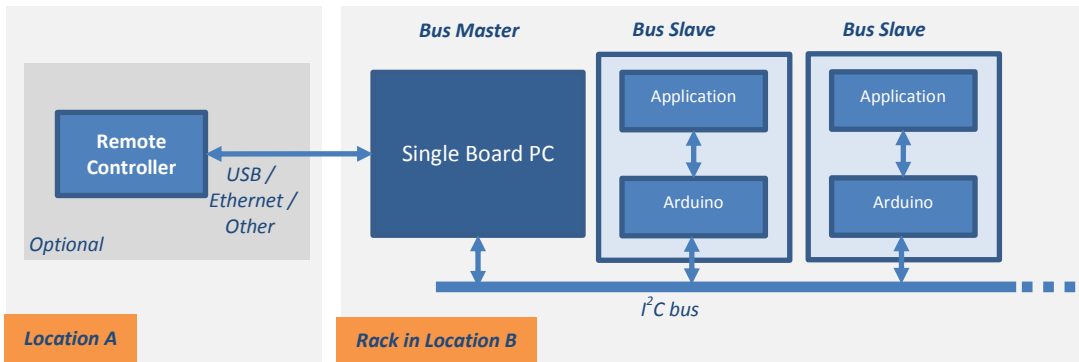 Bus Master
Bus Slave
Bus Slave
Remote
Controller
USB /
Ethernet /
Other
Optional
Single Board PC
Application
Arduino
Application
Arduino
I²C bus
Location A
Rack in Location B